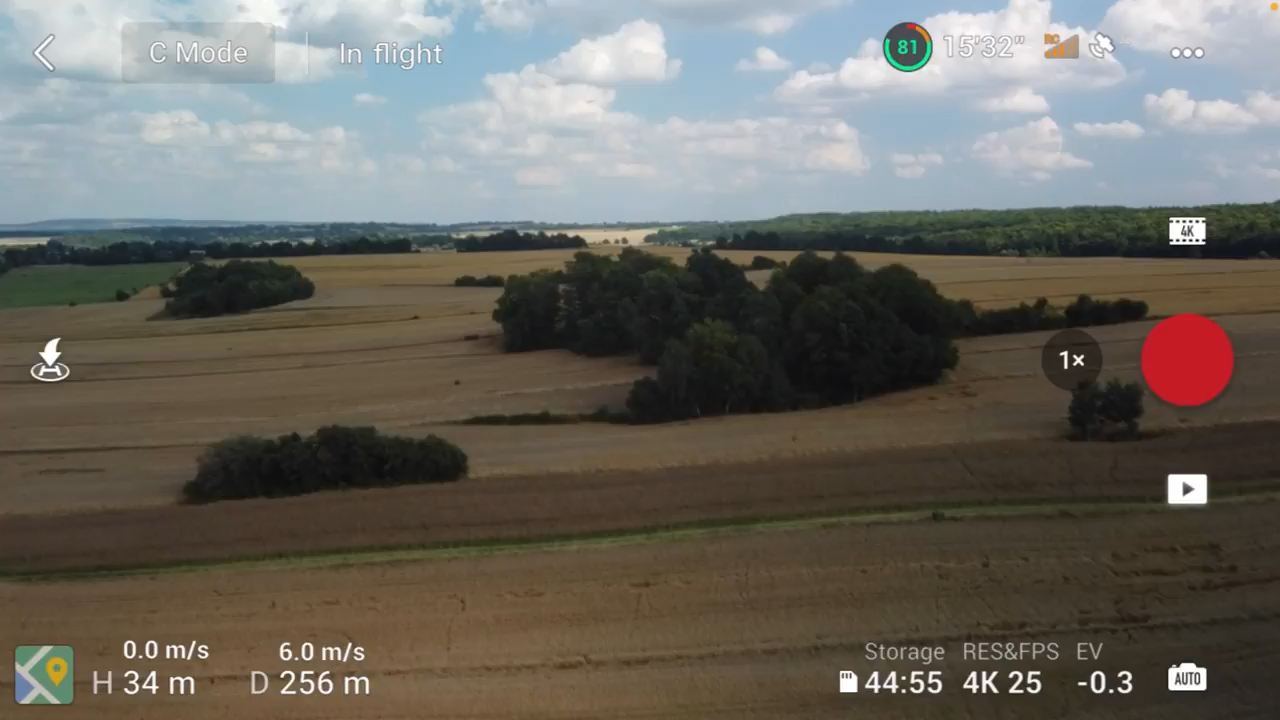 C Mode
In flight
81
15'32"
RC
4K
1×
0.0 m/s
6.0 m/s
H 34 m
D 256 m
Storage
RES&FPS
EV
44:55
4K 25
-0.3
AUTO